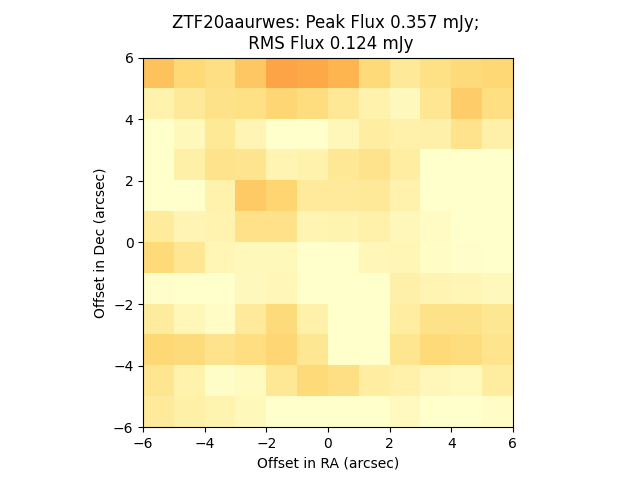 ZTF20aaurwes: Peak Flux 0.357 mJy;
RMS Flux 0.124 mJy
6
4
2
0
−2
−4
−6
Offset in Dec (arcsec)
−6 −4 −2 0 2 4 6
Offset in RA (arcsec)